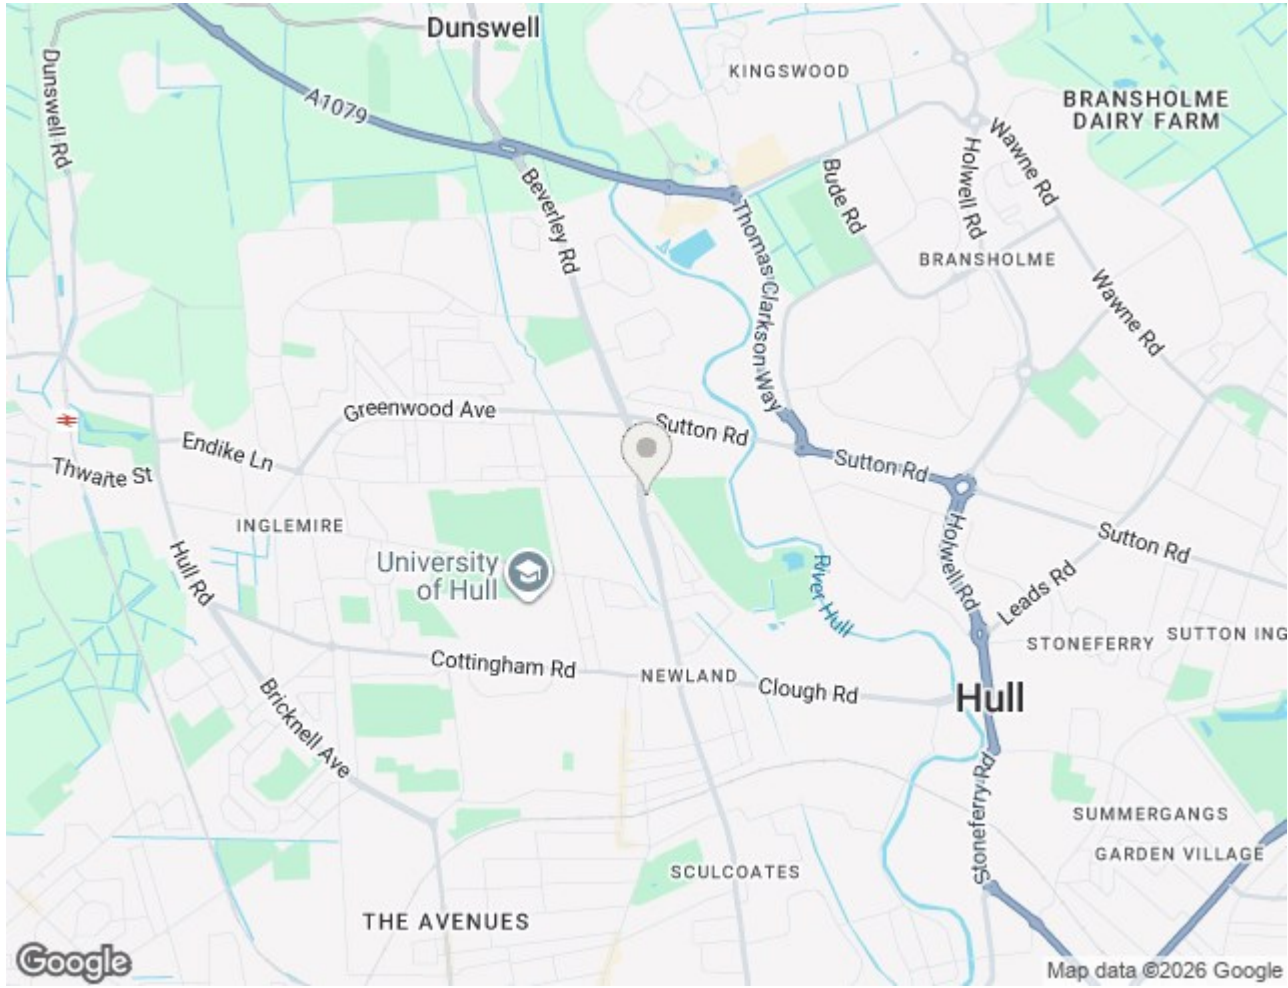 Dunswell
KINGSWOOD
BRANSHOLME
DAIRY FARM
Dunswell Rd
A1079
Beverley Rd
Bude Rd
Holwell Rd
Wawne Rd
Thomas Clarkson Way
BRANSHOLME
Wawne Rd
Greenwood Ave
Sutton Rd
Endike Ln
Thwaite St
Sutton Rd
INGLEMIRE
University
of Hull
Hull Rd
River Hull
Holwell Rd
Sutton Rd
Leads Rd
STONEFERRY
SUTTON ING
Cottingham Rd
NEWLAND
Clough Rd
Hull
Bricknell Ave
Stoneferry Rd
SUMMERGANGS
GARDEN VILLAGE
SCULCOATES
THE AVENUES
Google
Map data ©2026 Google